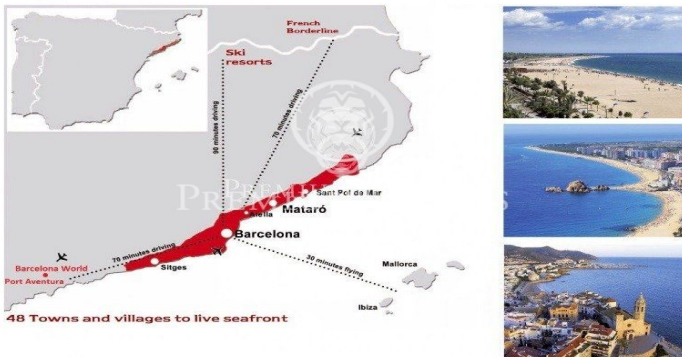 French
Borderline
Ski
resorts
90 minutes driving
70 minutes driving
Sant Pol de Mar
Mataró
Alella
Barcelona
70 minutes driving
Sitges
Barcelona World
Port Aventura
30 minutes flying
Mallorca
Ibiza
48 Towns and villages to live seafront